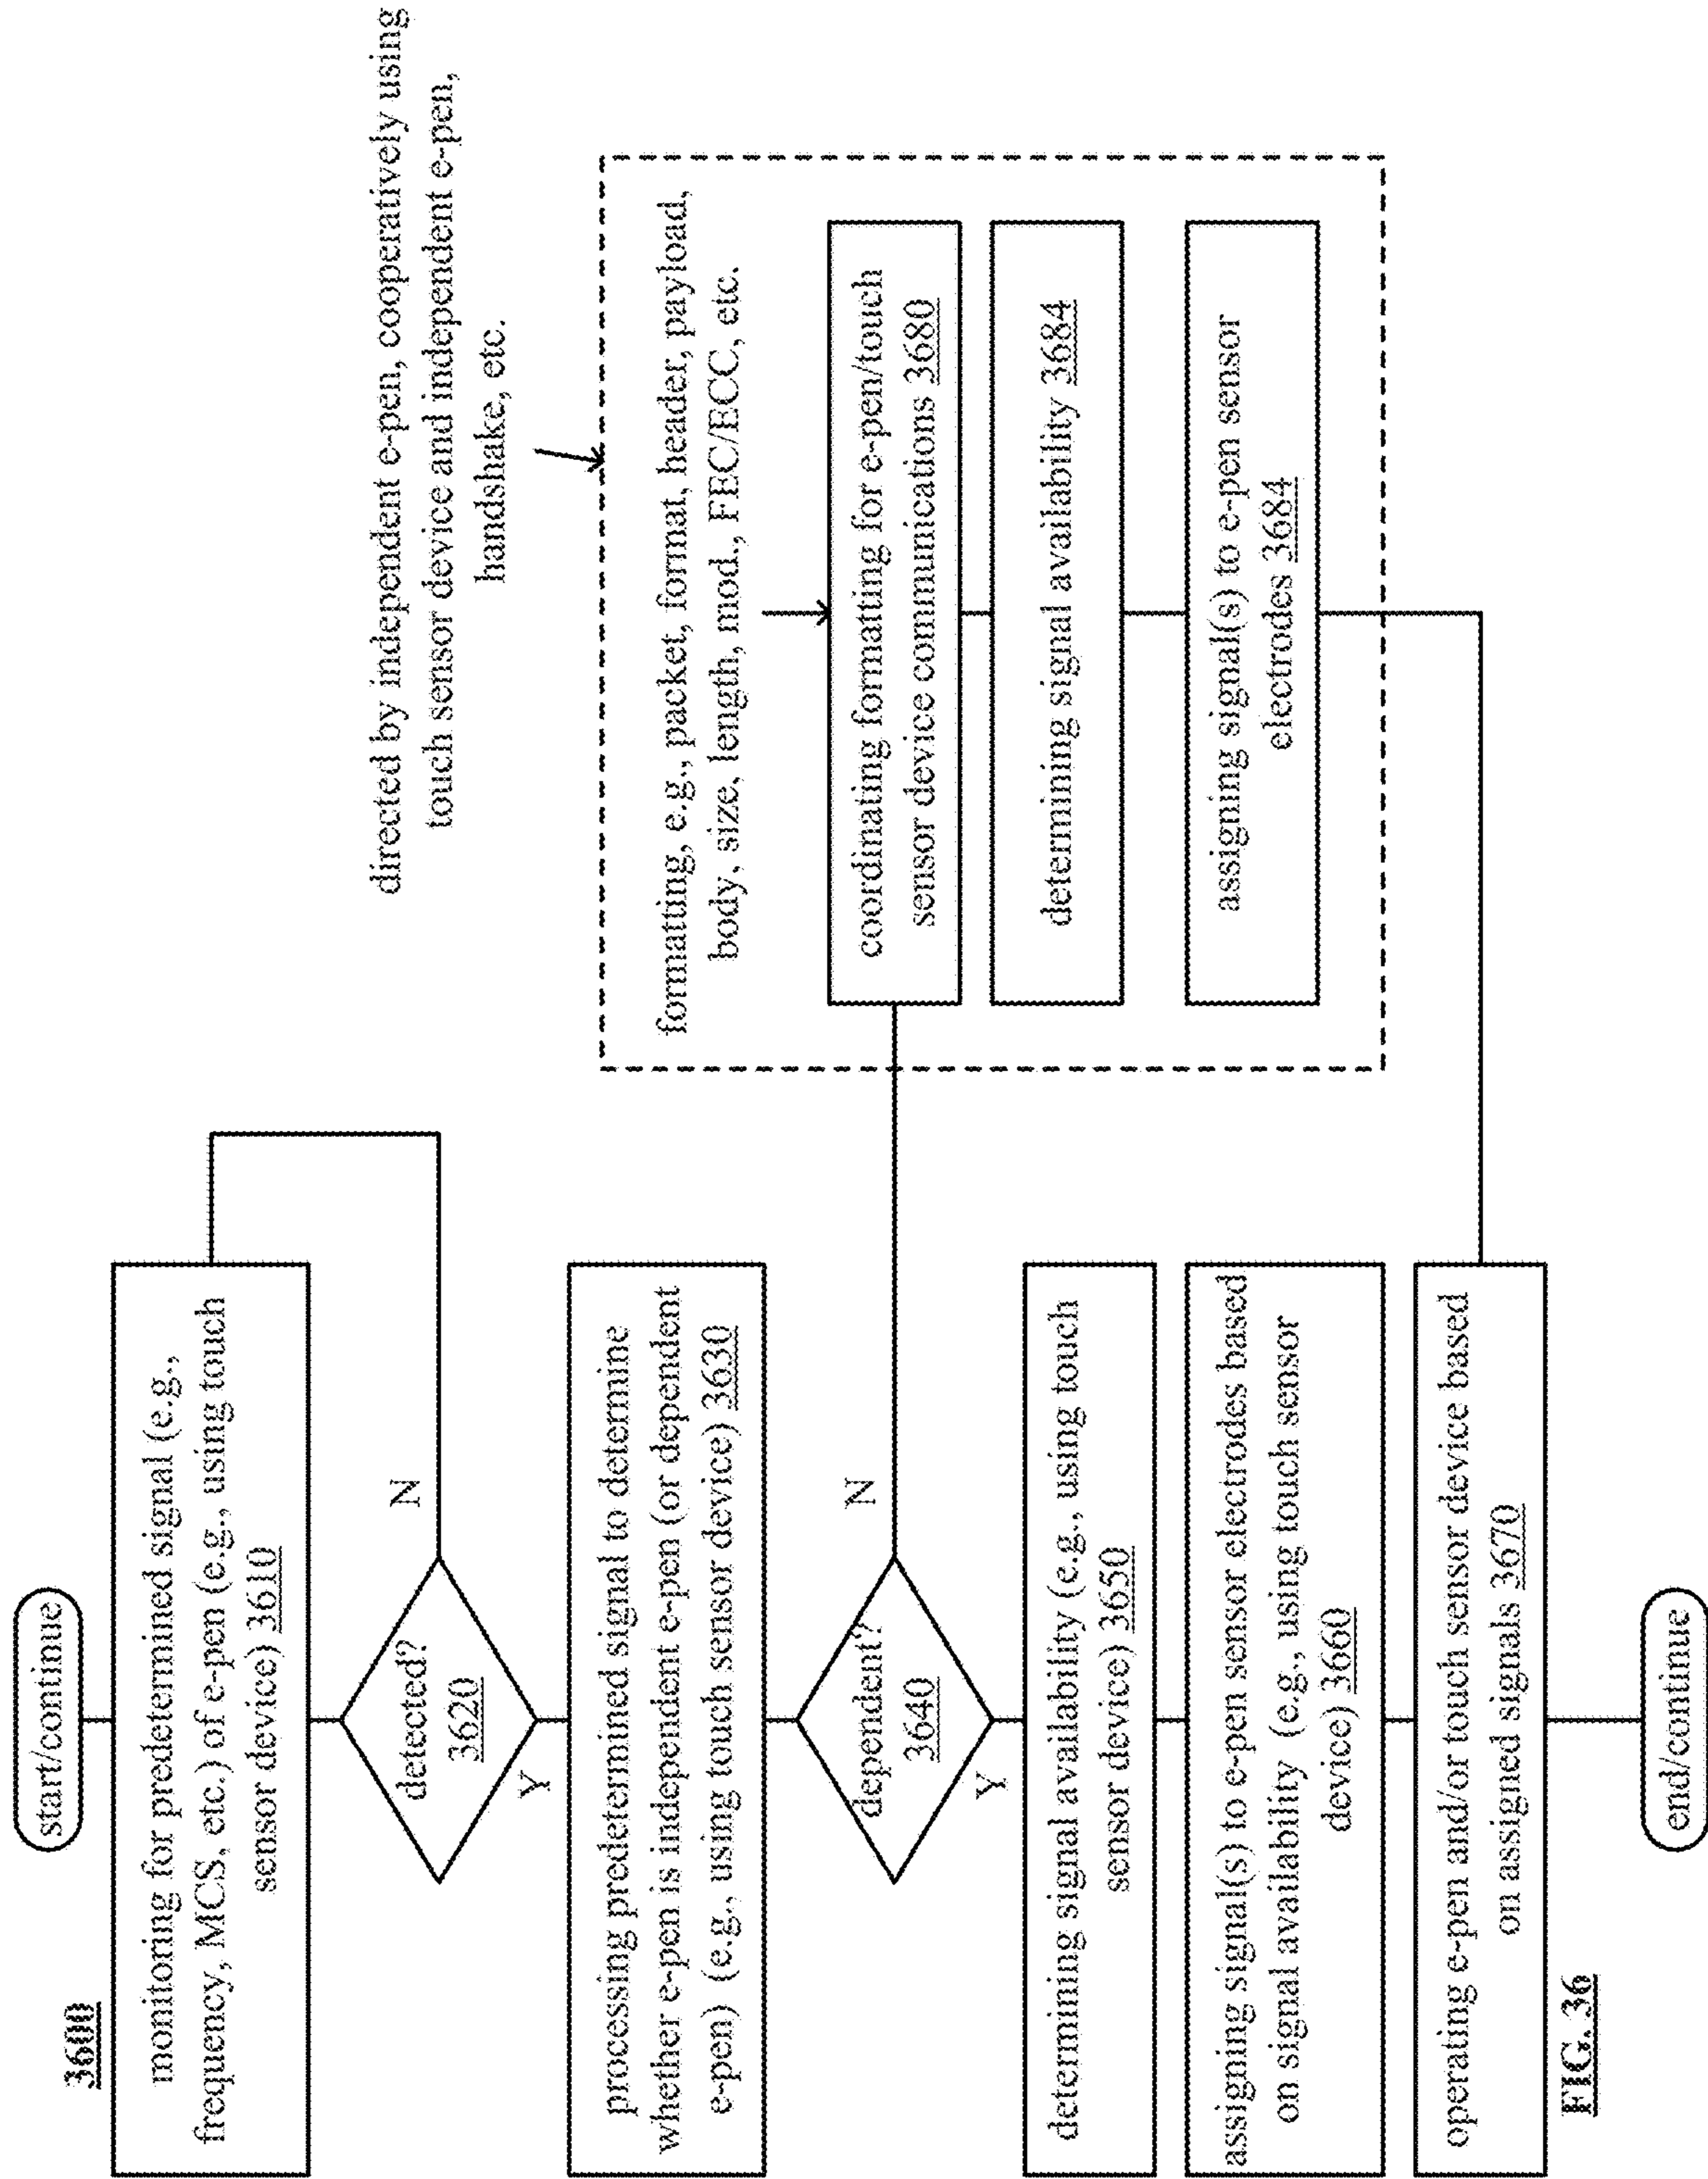 3600
start/continue
monitoring for predetermined signal (e.g.,
frequency, MCS, etc.) of e-pen (e.g., using touch
sensor device) 3610
detected?
3620
N
Y
processing predetermined signal to determine
whether e-pen is independent e-pen (or dependent
e-pen) (e.g., using touch sensor device) 3630
dependent?
3640
N
Y
determining signal availability (e.g., using touch
sensor device) 3650
assigning signal(s) to e-pen sensor electrodes based
on signal availability (e.g., using touch sensor
device) 3660
operating e-pen and/or touch sensor device based
on assigned signals 3670
end/continue
directed by independent e-pen, cooperatively using
touch sensor device and independent e-pen,
handshake, etc.
formatting, e.g., packet, format, header, payload,
body, size, length, mod., FEC/ECC, etc.
coordinating formatting for e-pen/touch
sensor device communications 3680
determining signal availability 3684
assigning signal(s) to e-pen sensor
electrodes 3684
FIG. 36